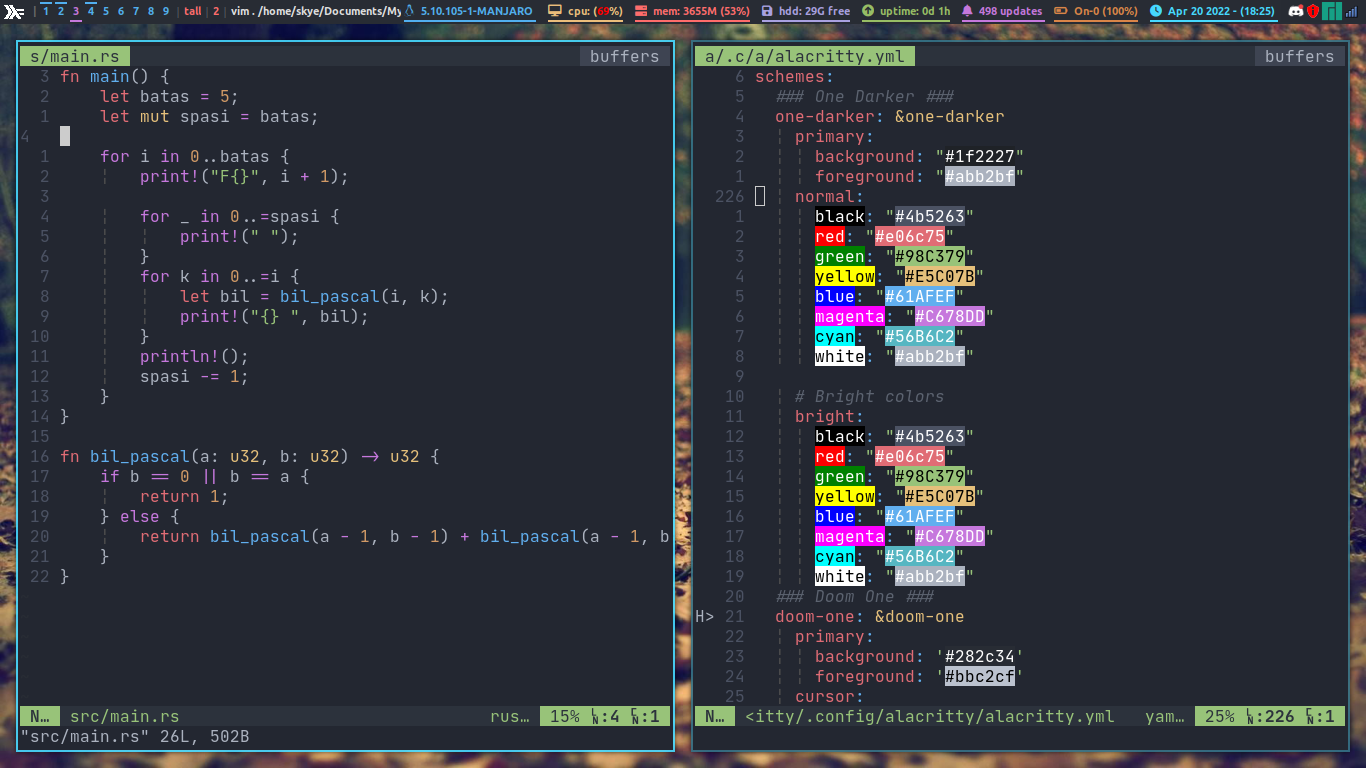 1 2 3 4 5 6 7 8 9 | tall | 2 | vim ./home/skye/Documents/My 5.10.105-1-MANJARO cpu: (69%) mem: 3655M (53%) hdd: 29G free uptime: 0d 1h 498 updates On-0 (100%) Apr 20 2022 - (18:25)
s/main.rs buffers
3 fn main() {
2 let batas = 5;
1 let mut spasi = batas;
4
1 for i in 0..batas {
2 print!("F{}", i + 1);
3
4 for _ in 0..=spasi {
5 print!(" ");
6 }
7 for k in 0..=i {
8 let bil = bil_pascal(i, k);
9 print!("{} ", bil);
10 }
11 println!();
12 spasi -= 1;
13 }
14 }
15
16 fn bil_pascal(a: u32, b: u32) -> u32 {
17 if b == 0 || b == a {
18 return 1;
19 } else {
20 return bil_pascal(a - 1, b - 1) + bil_pascal(a - 1, b
21 }
22 }
N… src/main.rs rus… 15% LN:4 CN:1
"src/main.rs" 26L, 502B
a/.c/a/alacritty.yml buffers
6 schemes:
5 ### One Darker ###
4 one-darker: &one-darker
3 primary:
2 background: "#1f2227"
1 foreground: "#abb2bf"
226 normal:
1 black: "#4b5263"
2 red: "#e06c75"
3 green: "#98C379"
4 yellow: "#E5C07B"
5 blue: "#61AFEF"
6 magenta: "#C678DD"
7 cyan: "#56B6C2"
8 white: "#abb2bf"
9
10 # Bright colors
11 bright:
12 black: "#4b5263"
13 red: "#e06c75"
14 green: "#98C379"
15 yellow: "#E5C07B"
16 blue: "#61AFEF"
17 magenta: "#C678DD"
18 cyan: "#56B6C2"
19 white: "#abb2bf"
20 ### Doom One ###
H> 21 doom-one: &doom-one
22 primary:
23 background: '#282c34'
24 foreground: '#bbc2cf'
25 cursor:
N… <itty/.config/alacritty/alacritty.yml yam… 25% LN:226 CN:1